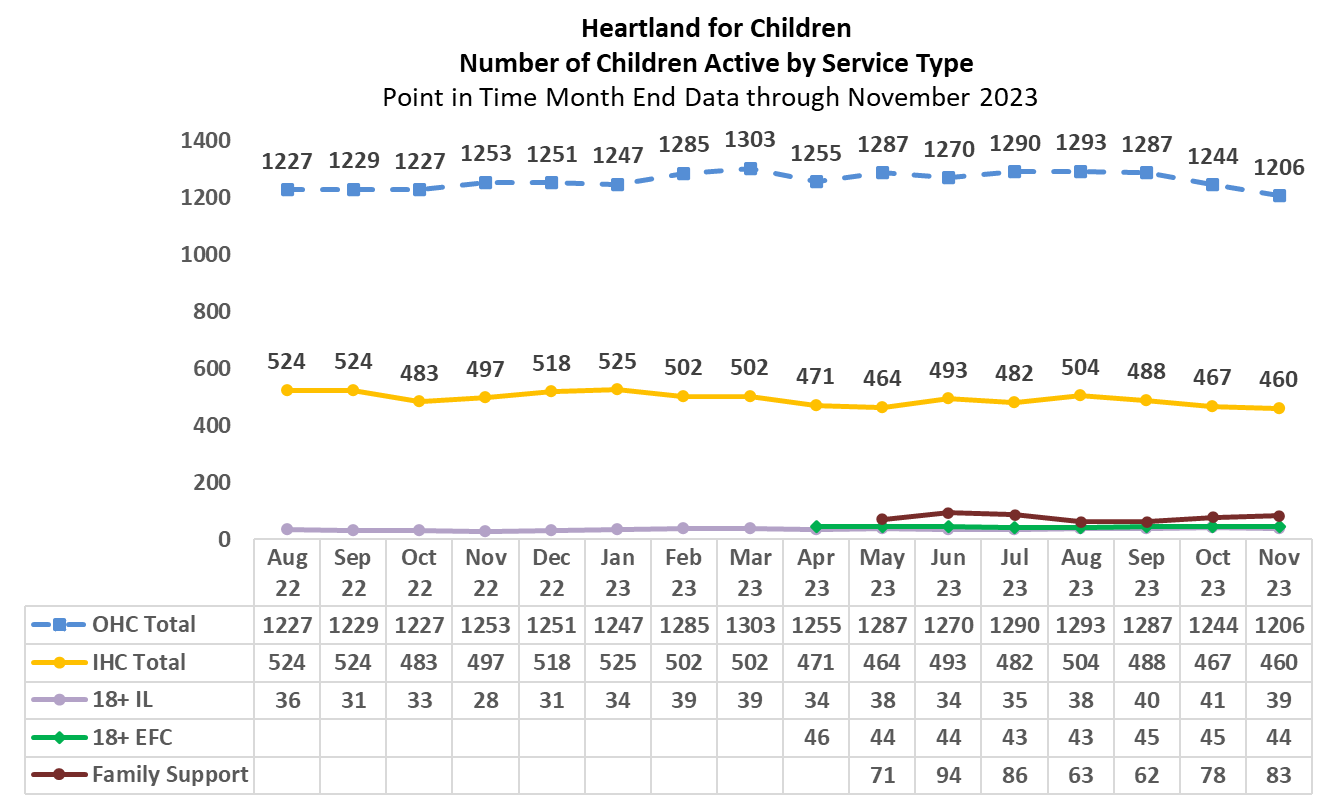 Heartland for Children
Number of Children Active by Service Type
Point in Time Month End Data through November 2023
1400
1200
1000
800
600
400
200
0
1227 1229 1227 1253 1251 1247 1285 1303 1255 1287 1270 1290 1293 1287 1244 1206
524 524 483 497 518 525 502 502 471 464 493 482 504 488 467 460
Aug Sep Oct Nov Dec Jan Feb Mar Apr May Jun Jul Aug Sep Oct Nov
22 22 22 22 22 23 23 23 23 23 23 23 23 23 23 23
OHC Total 1227 1229 1227 1253 1251 1247 1285 1303 1255 1287 1270 1290 1293 1287 1244 1206
IHC Total 524 524 483 497 518 525 502 502 471 464 493 482 504 488 467 460
18+ IL 36 31 33 28 31 34 39 39 34 38 34 35 38 40 41 39
18+ EFC 46 44 44 43 43 45 45 44
Family Support 71 94 86 63 62 78 83